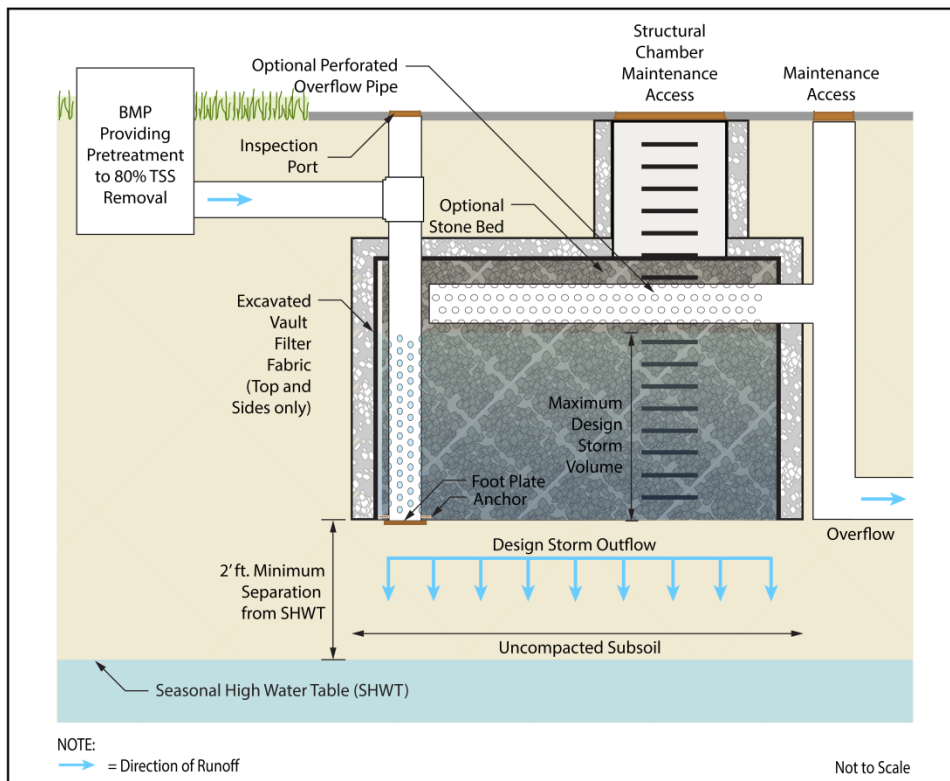 Structural
Chamber
Maintenance
Access
Optional Perforated
Overflow Pipe
Maintenance
Access
BMP
Providing
Pretreatment
to 80% TSS
Removal
Inspection
Port
Optional
Stone Bed
Excavated
Vault
Filter
Fabric
(Top and
Sides only)
Maximum
Design
Storm
Volume
Foot Plate
Anchor
Overflow
Design Storm Outflow
2' ft. Minimum
Separation
from SHWT
Uncompacted Subsoil
Seasonal High Water Table (SHWT)
NOTE:
= Direction of Runoff
Not to Scale